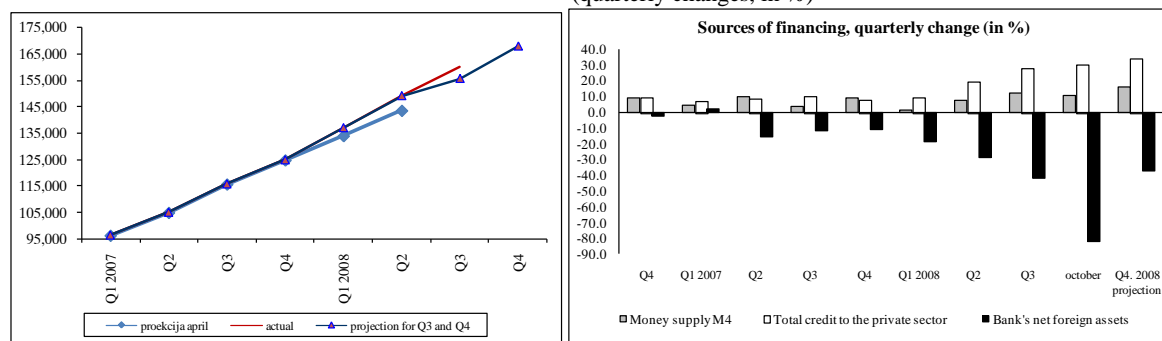 (quarterly changes, in %)
175,000
165,000
155,000
145,000
135,000
125,000
115,000
105,000
95,000
Q1 2007
Q2
Q3
Q4
Q1 2008
Q2
Q3
Q4
proekcija april
actual
projection for Q3 and Q4
Sources of financing, quarterly change (in %)
40.0
30.0
20.0
10.0
0.0
-10.0
-20.0
-30.0
-40.0
-50.0
-60.0
-70.0
-80.0
-90.0
Q4
Q1 2007
Q2
Q3
Q4
Q1 2008
Q2
Q3
october
Q4. 2008
projection
Money supply M4
Total credit to the private sector
Bank's net foreign assets